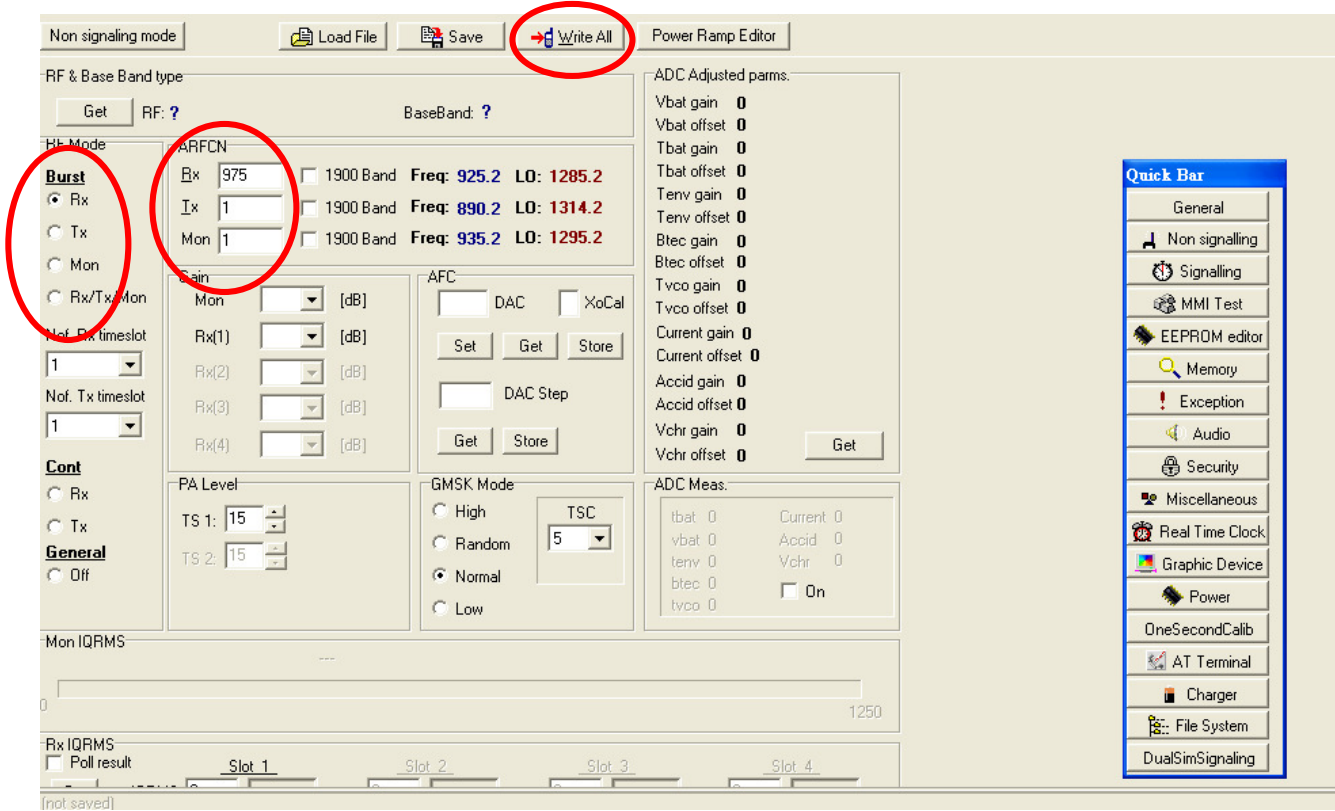 Non signaling mode
Load File
Save
Write All
Power Ramp Editor
RF & Base Band type
Get RF: ? BaseBand: ?
RF Mode
Burst
Rx
Tx
Mon
Rx/Tx/Mon
Nof. Rx timeslot
1
Nof. Tx timeslot
1
Cont
Rx
Tx
General
Off
ARFCN
Rx 975 1900 Band Freq: 925.2 LO: 1285.2
Tx 1 1900 Band Freq: 890.2 LO: 1314.2
Mon 1 1900 Band Freq: 935.2 LO: 1295.2
Gain
Mon [dB]
Rx(1) [dB]
Rx(2) [dB]
Rx(3) [dB]
Rx(4) [dB]
AFC
DAC XoCal
Set Get Store
DAC Step
Get Store
PA Level
TS 1: 15
TS 2: 15
GMSK Mode
High
Random
Normal
Low
TSC
5
ADC Adjusted parms.
Vbat gain 0
Vbat offset 0
Tbat gain 0
Tbat offset 0
Tenv gain 0
Tenv offset 0
Btec gain 0
Btec offset 0
Tvco gain 0
Tvco offset 0
Current gain 0
Current offset 0
Accid gain 0
Accid offset 0
Vchr gain 0
Vchr offset 0
Get
ADC Meas.
tbat 0 Current 0
vbat 0 Accid 0
tenv 0 Vchr 0
btec 0 On
tvco 0
Mon IQRMS
---
0 1250
Rx IQRMS
Poll result Slot 1 Slot 2 Slot 3 Slot 4
(not saved)
Quick Bar
General
Non signalling
Signalling
MMI Test
EEPROM editor
Memory
Exception
Audio
Security
Miscellaneous
Real Time Clock
Graphic Device
Power
OneSecondCalib
AT Terminal
Charger
File System
DualSimSignaling